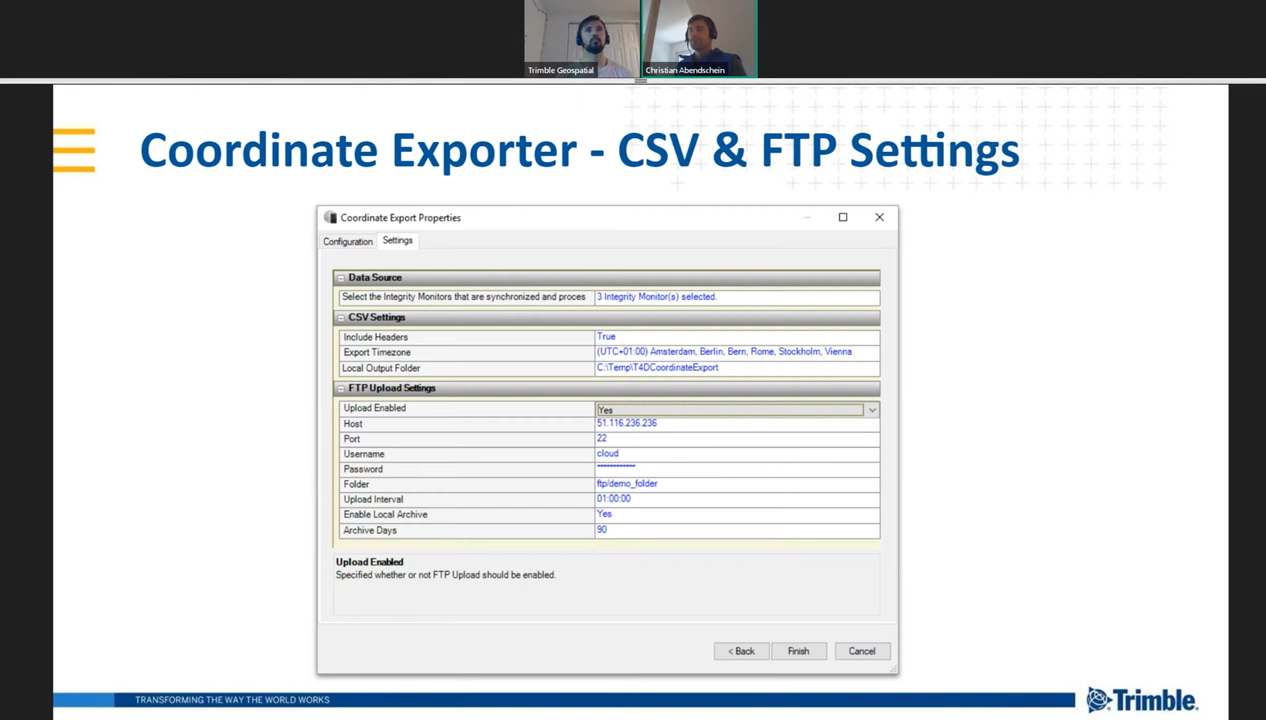 Trimble Geospatial
Christian Abendschein
Coordinate Exporter - CSV & FTP Settings
Coordinate Export Properties
Configuration Settings
Data Source
Select the Integrity Monitors that are synchronized and proces 3 Integrity Monitor(s) selected.
CSV Settings
Include Headers True
Export Timezone (UTC+01:00) Amsterdam, Berlin, Bern, Rome, Stockholm, Vienna
Local Output Folder C:\Temp\T4DCoordinateExport
FTP Upload Settings
Upload Enabled Yes
Host 51.116.236.236
Port 22
Username cloud
Password ************
Folder ftp/demo_folder
Upload Interval 01:00:00
Enable Local Archive Yes
Archive Days 90
Upload Enabled
Specified whether or not FTP Upload should be enabled.
< Back Finish Cancel
TRANSFORMING THE WAY THE WORLD WORKS
Trimble.